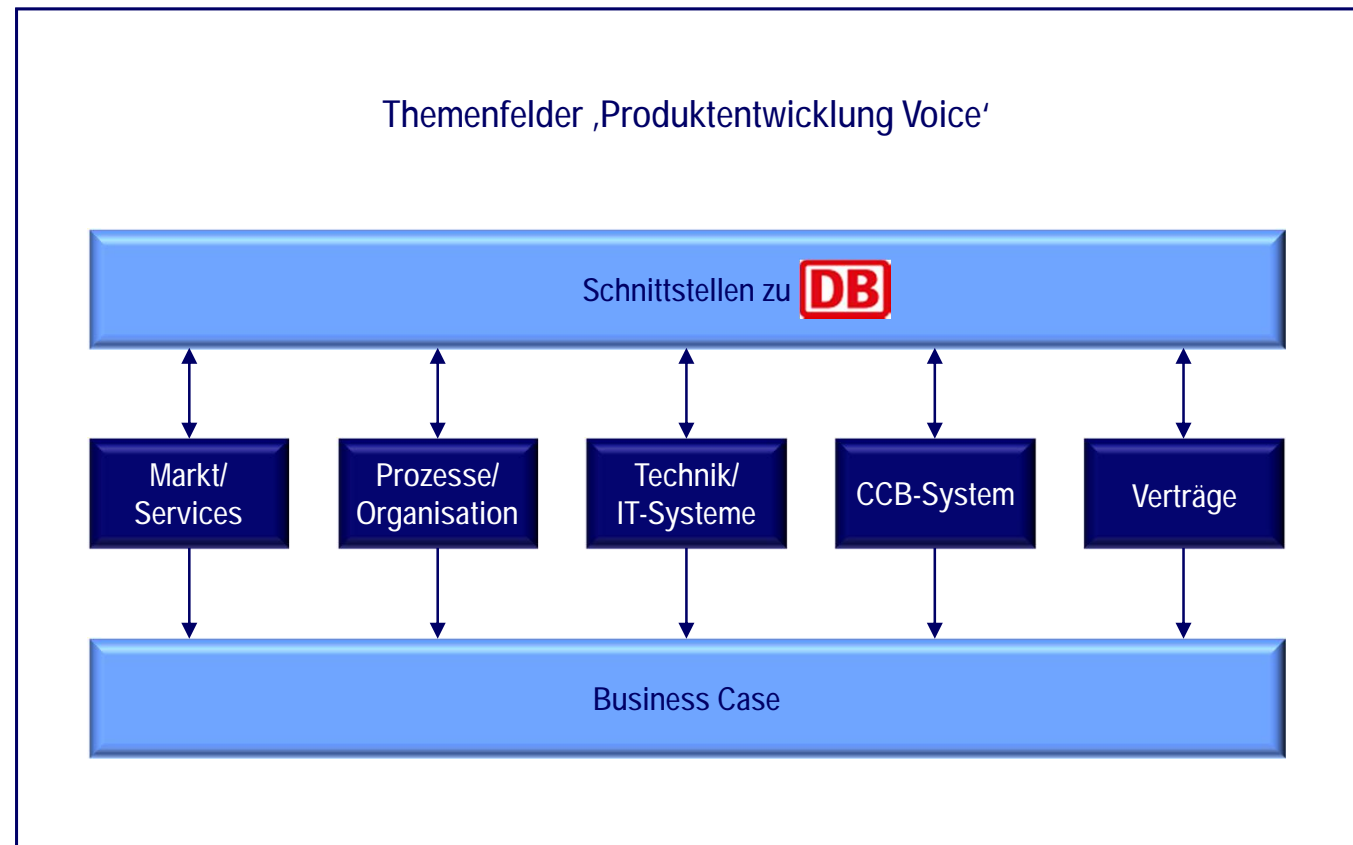 Themenfelder ‚Produktentwicklung Voice‘
Schnittstellen zu DB
Markt/
Services
Prozesse/
Organisation
Technik/
IT-Systeme
CCB-System
Verträge
Business Case